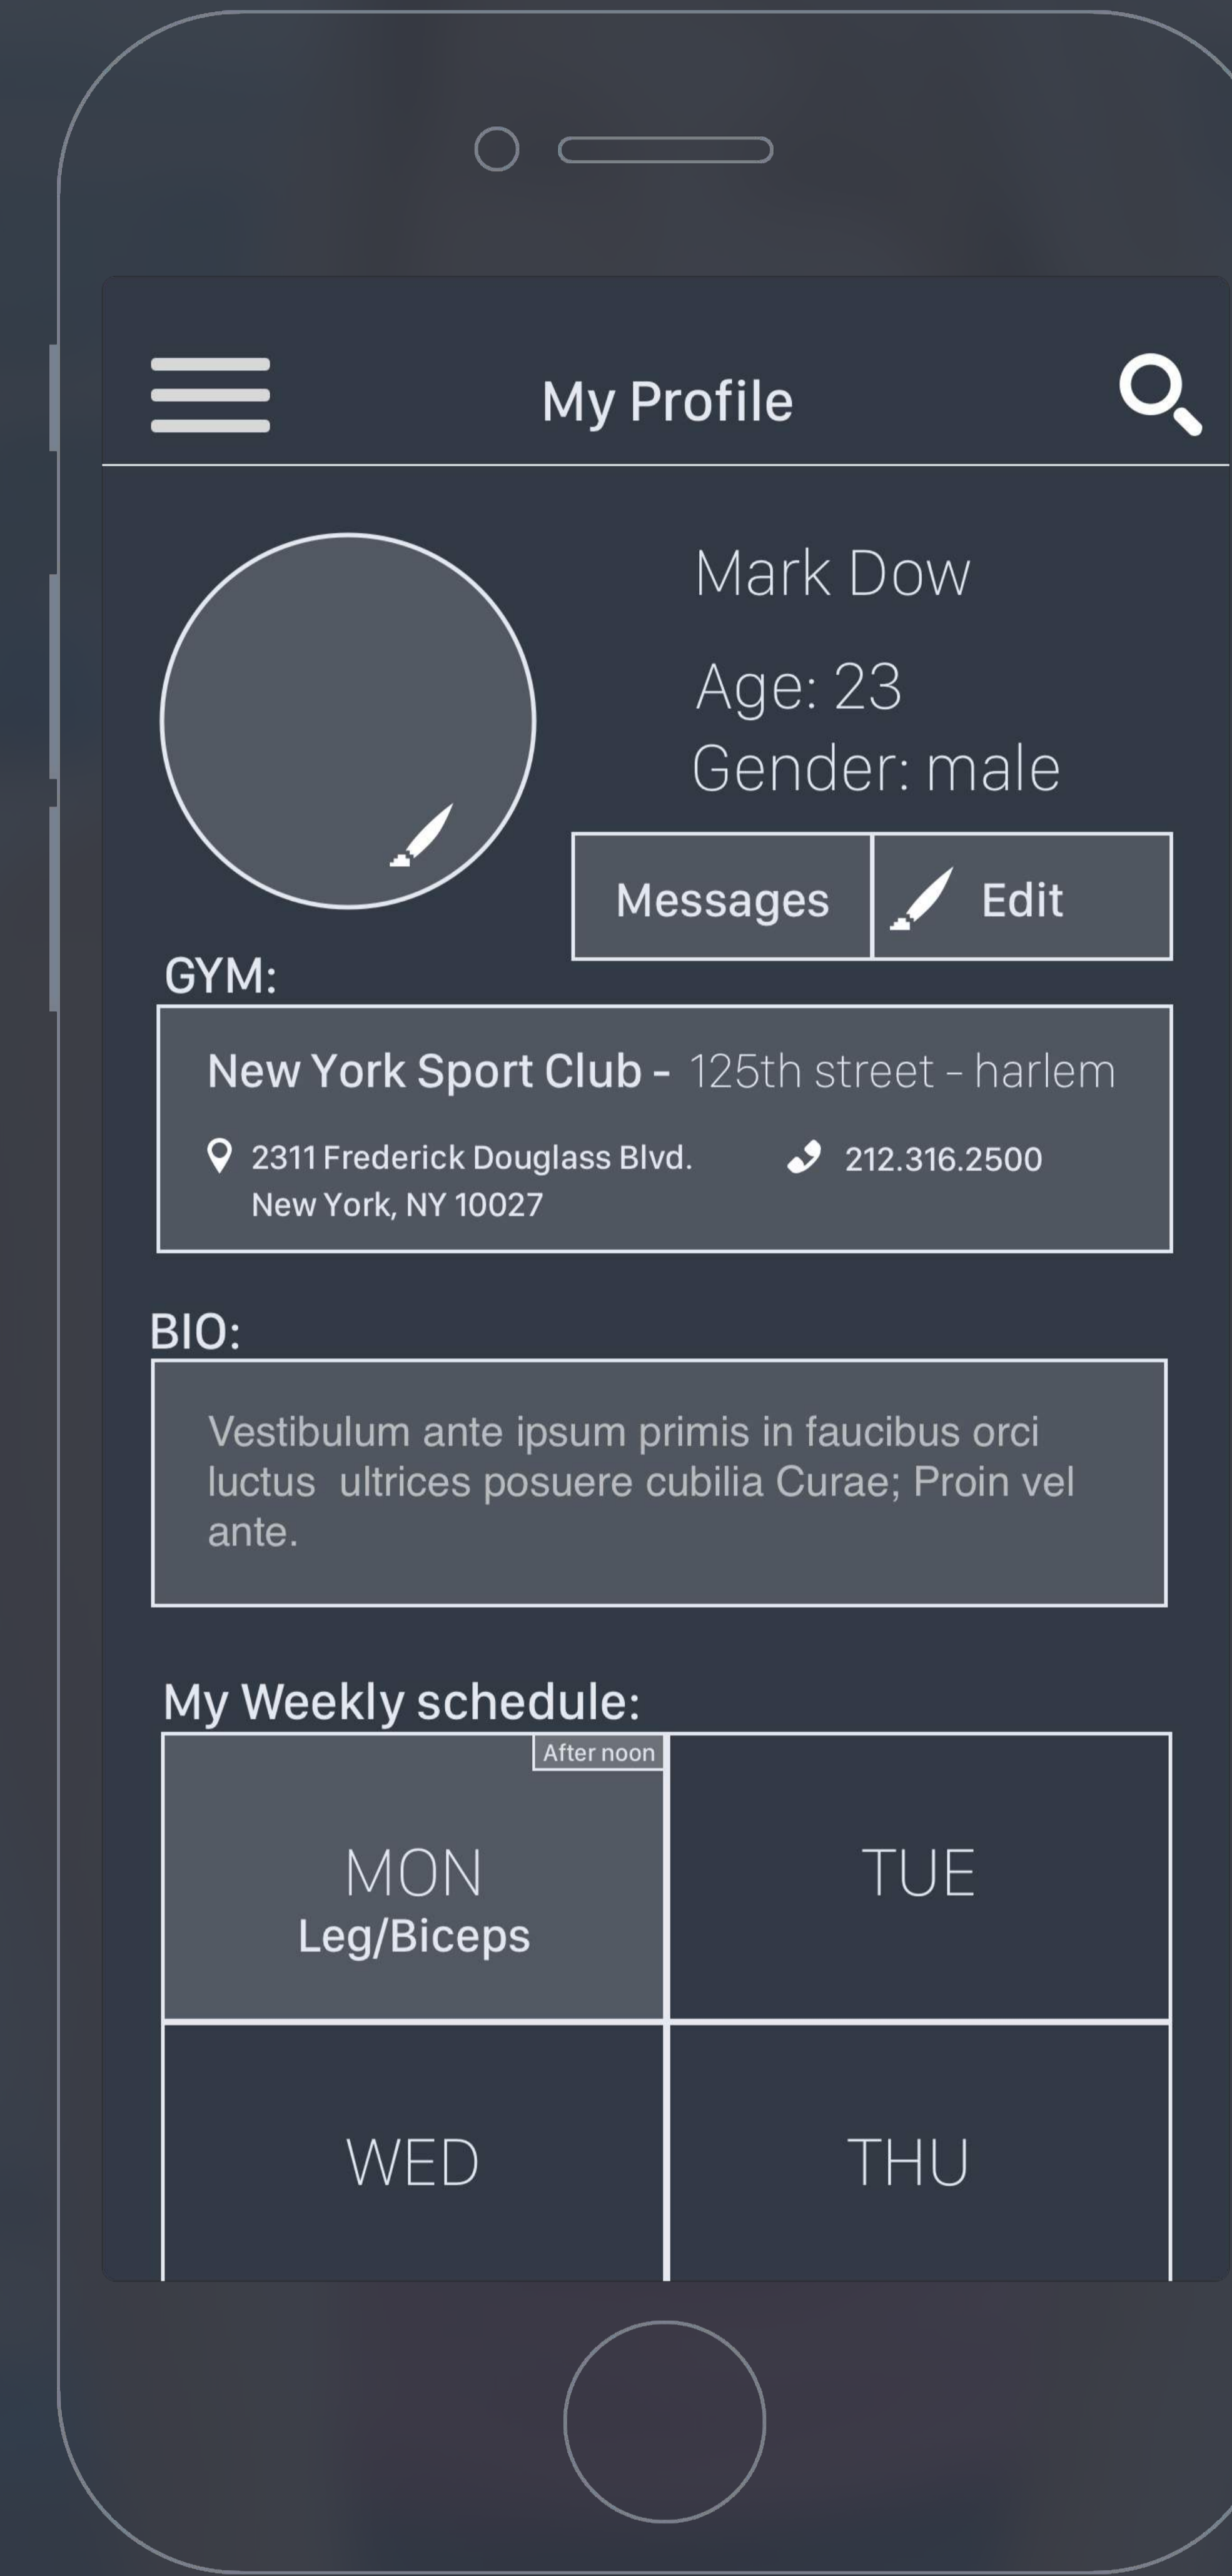 My Profile
Mark Dow
Age: 23
Gender: male
Messages
Edit
GYM:
New York Sport Club - 125th street - harlem
2311 Frederick Douglass Blvd.
212.316.2500
New York, NY 10027
BIO:
Vestibulum ante ipsum primis in faucibus orci
luctus  ultrices posuere cubilia Curae; Proin vel
ante.
My Weekly schedule:
After noon
MON
Leg/Biceps
TUE
WED
THU